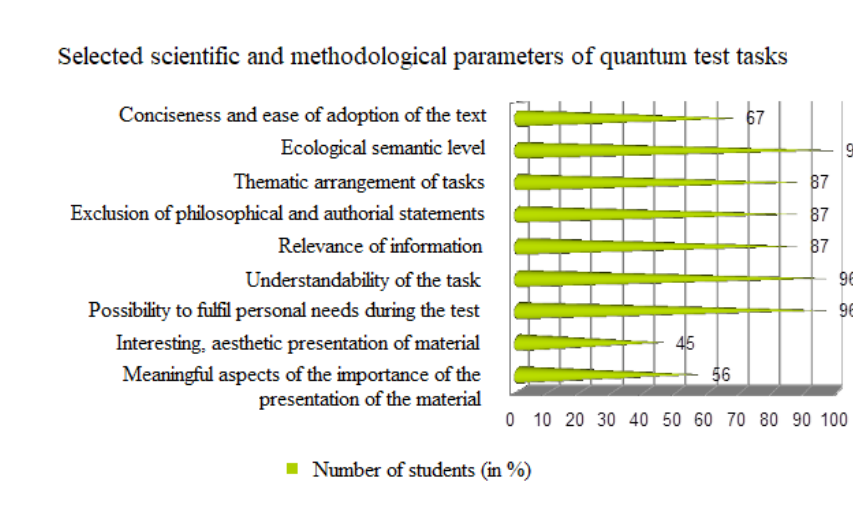 Selected scientific and methodological parameters of quantum test tasks
Conciseness and ease of adoption of the text
67
Ecological semantic level
Thematic arrangement of tasks
87
Exclusion of philosophical and authorial statements
87
Relevance of information
87
Understandability of the task
96
Possibility to fulfil personal needs during the test
96
Interesting, aesthetic presentation of material
45
Meaningful aspects of the importance of the
56
presentation of the material
0 10 20 30 40 50 60 70 80 90 100
Number of students (in %)